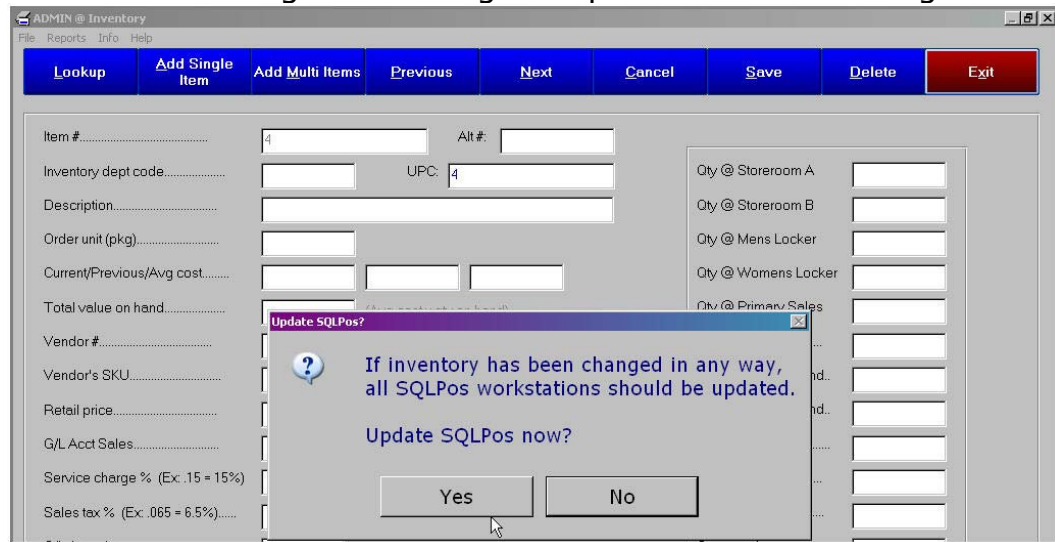 ADMIN @ Inventory
File Reports Info Help
Lookup Add Single Item Add Multi Items Previous Next Cancel Save Delete Exit
Item #........................................ 4 Alt #:
Inventory dept code................... UPC: 4
Description.................................
Order unit (pkg)..........................
Current/Previous/Avg cost.........
Total value on hand...................
Vendor #...................................
Vendor's SKU.............................
Retail price.................................
G/L Acct Sales...........................
Service charge % (Ex: .15 = 15%)
Sales tax % (Ex: .065 = 6.5%)......
Qty @ Storeroom A
Qty @ Storeroom B
Qty @ Mens Locker
Qty @ Womens Locker
Qty @ Primary Sales
Update SQLPos?
If inventory has been changed in any way,
all SQLPos workstations should be updated.
Update SQLPos now?
Yes No